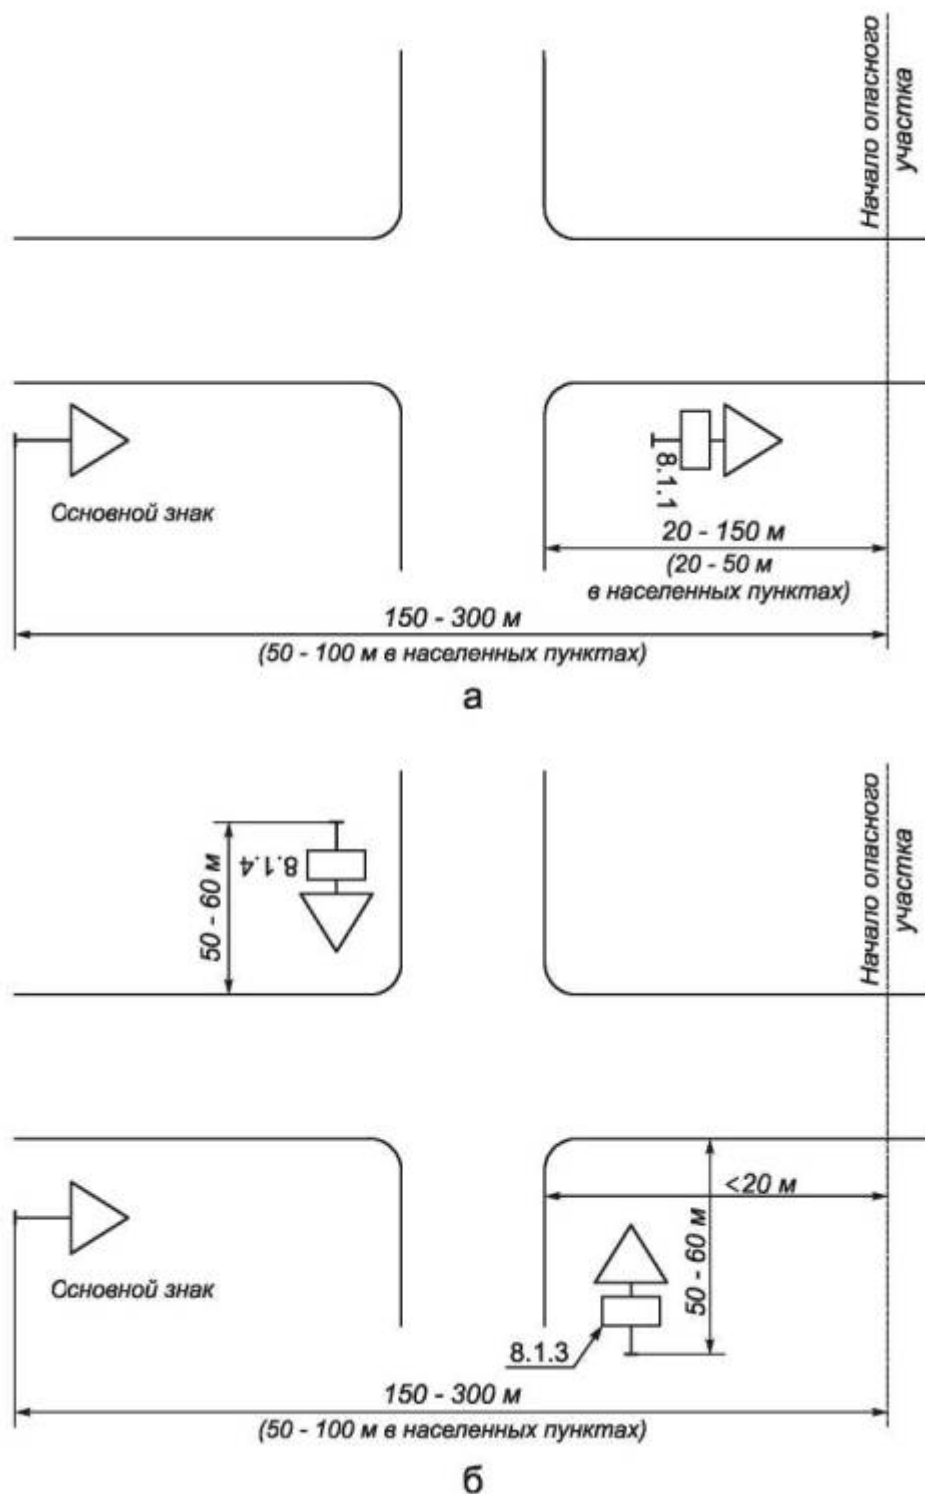 Начало опасного
участка
Основной знак
8.1.1
20 - 150 м
(20 - 50 м
в населенных пунктах)
150 - 300 м
(50 - 100 м в населенных пунктах)
а
Начало опасного
участка
50 - 60 м
8.1.4
<20 м
50 - 60 м
Основной знак
8.1.3
150 - 300 м
(50 - 100 м в населенных пунктах)
б